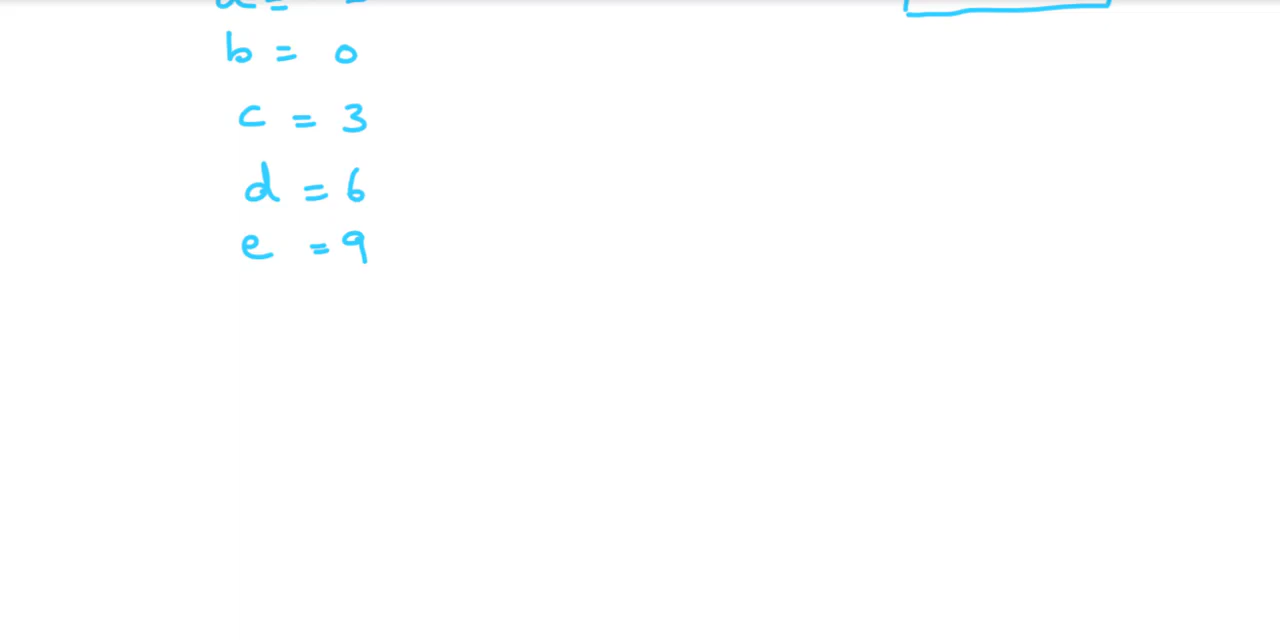 b = 0
c = 3
d = 6
e = 9